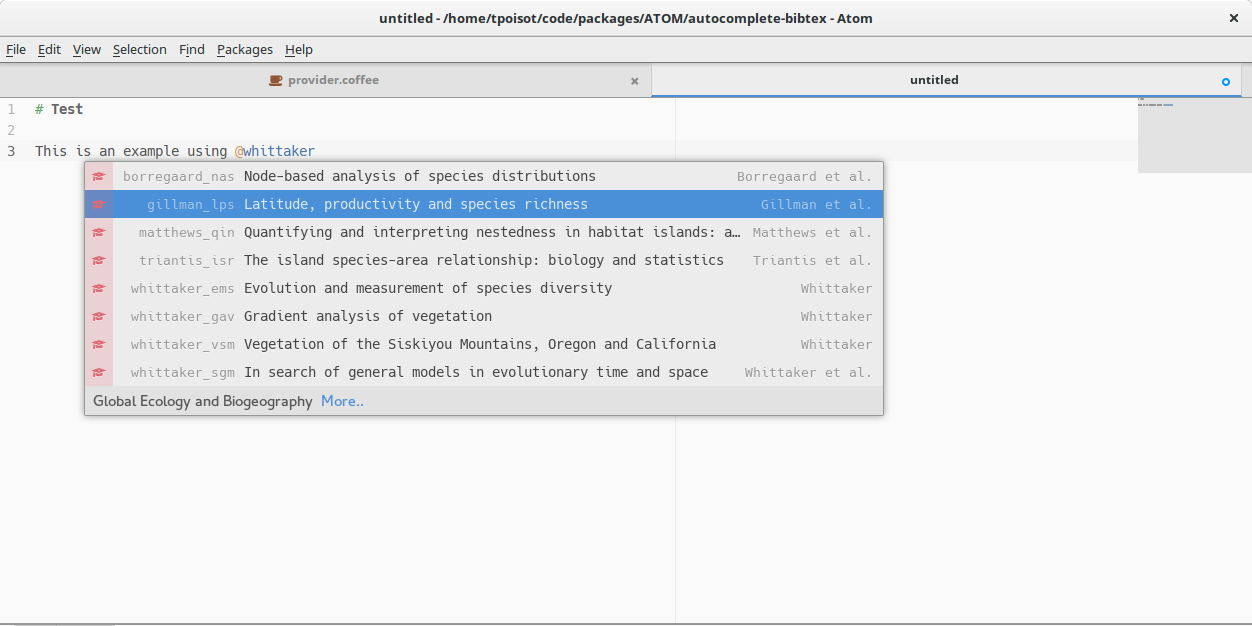 untitled - /home/tpoisot/code/packages/ATOM/autocomplete-bibtex - Atom
File Edit View Selection Find Packages Help
provider.coffee untitled
1 # Test
2
3 This is an example using @whittaker
borregaard_nas Node-based analysis of species distributions Borregaard et al.
gillman_lps Latitude, productivity and species richness Gillman et al.
matthews_qin Quantifying and interpreting nestedness in habitat islands: a… Matthews et al.
triantis_isr The island species-area relationship: biology and statistics Triantis et al.
whittaker_ems Evolution and measurement of species diversity Whittaker
whittaker_gav Gradient analysis of vegetation Whittaker
whittaker_vsm Vegetation of the Siskiyou Mountains, Oregon and California Whittaker
whittaker_sgm In search of general models in evolutionary time and space Whittaker et al.
Global Ecology and Biogeography More..